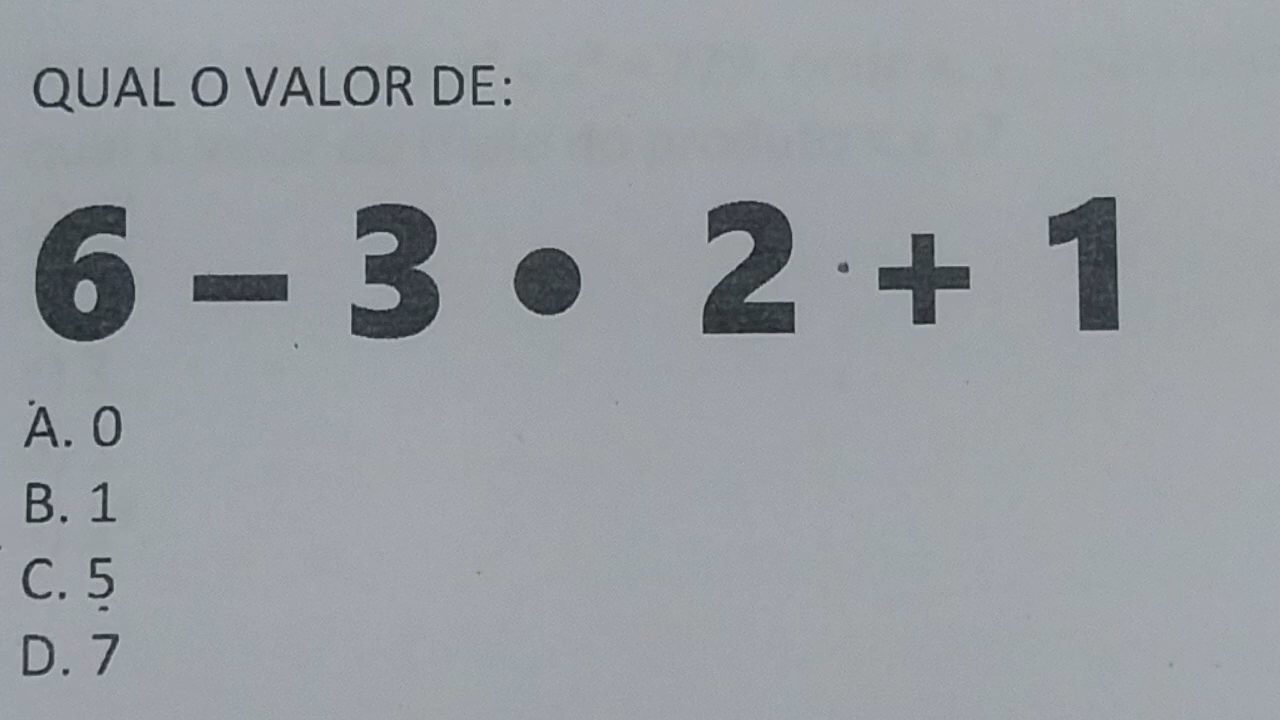 QUAL O VALOR DE:
6 – 3 • 2 + 1
A. 0
B. 1
C. 5
D. 7